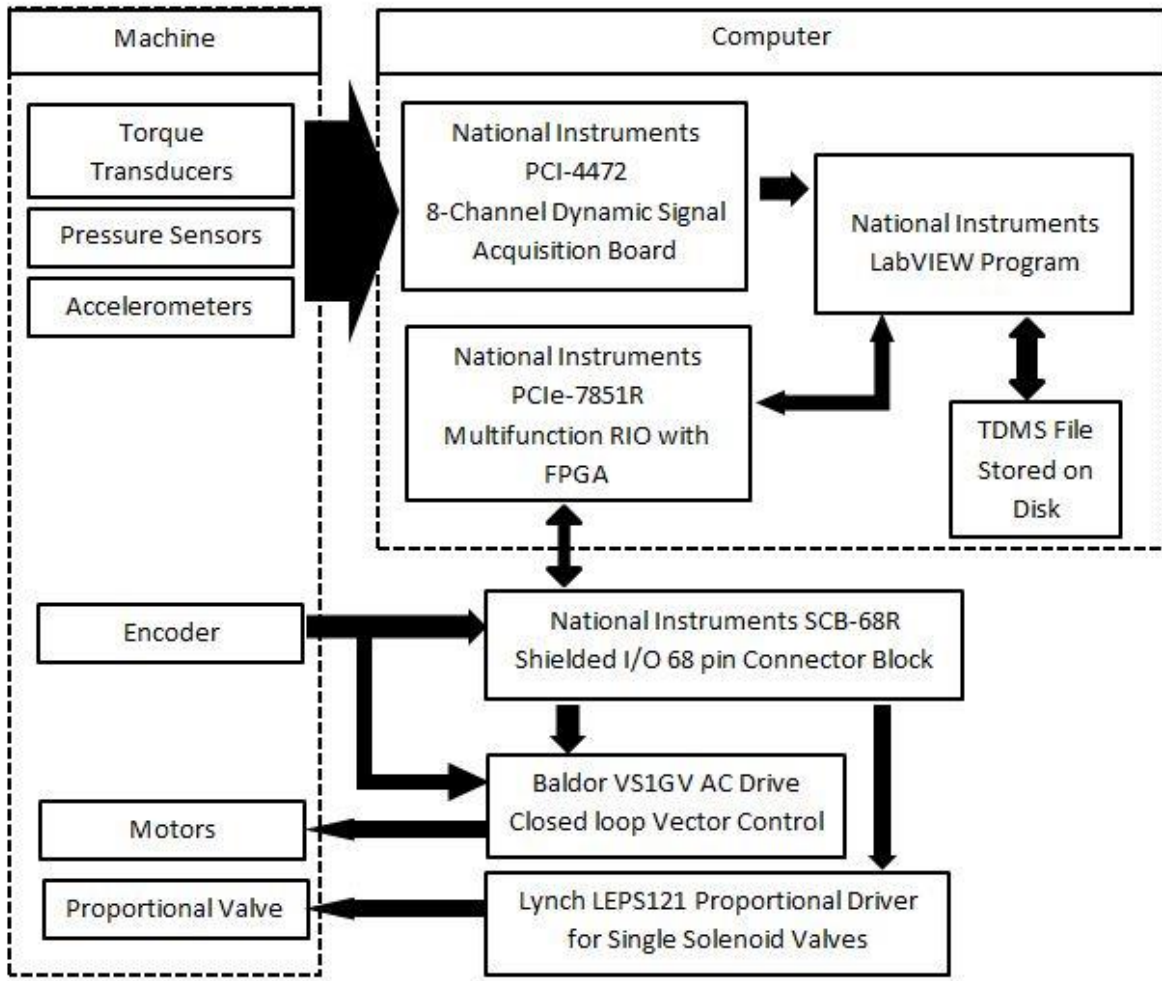 Machine
Computer
Torque
Transducers
Pressure Sensors
Accelerometers
National Instruments
PCI-4472
8-Channel Dynamic Signal
Acquisition Board
National Instruments
LabVIEW Program
National Instruments
PCIe-7851R
Multifunction RIO with
FPGA
TDMS File
Stored on
Disk
Encoder
National Instruments SCB-68R
Shielded I/O 68 pin Connector Block
Baldor VS1GV AC Drive
Closed loop Vector Control
Motors
Proportional Valve
Lynch LEPS121 Proportional Driver
for Single Solenoid Valves